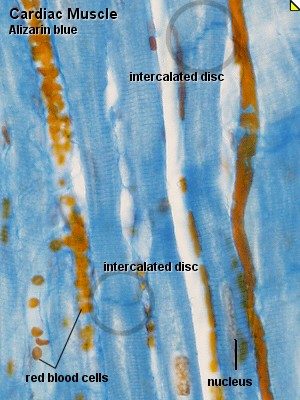 Cardiac Muscle
Alizarin blue
intercalated disc
intercalated disc
red blood cells
nucleus